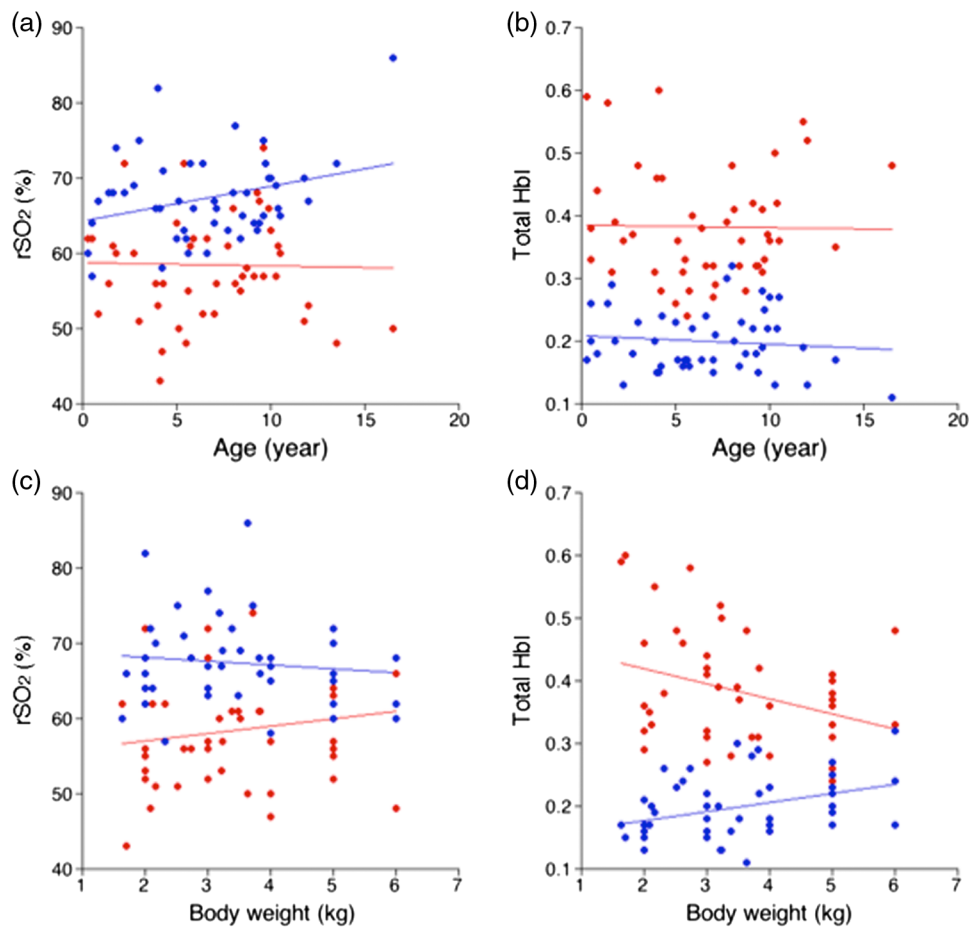 (a)
90
80
70
60
50
40
rSO2 (%)
0 5 10 15 20
Age (year)
(b)
0.7
0.6
0.5
0.4
0.3
0.2
0.1
Total HbI
0 5 10 15 20
Age (year)
(c)
90
80
70
60
50
40
rSO2 (%)
1 2 3 4 5 6 7
Body weight (kg)
(d)
0.7
0.6
0.5
0.4
0.3
0.2
0.1
Total HbI
1 2 3 4 5 6 7
Body weight (kg)